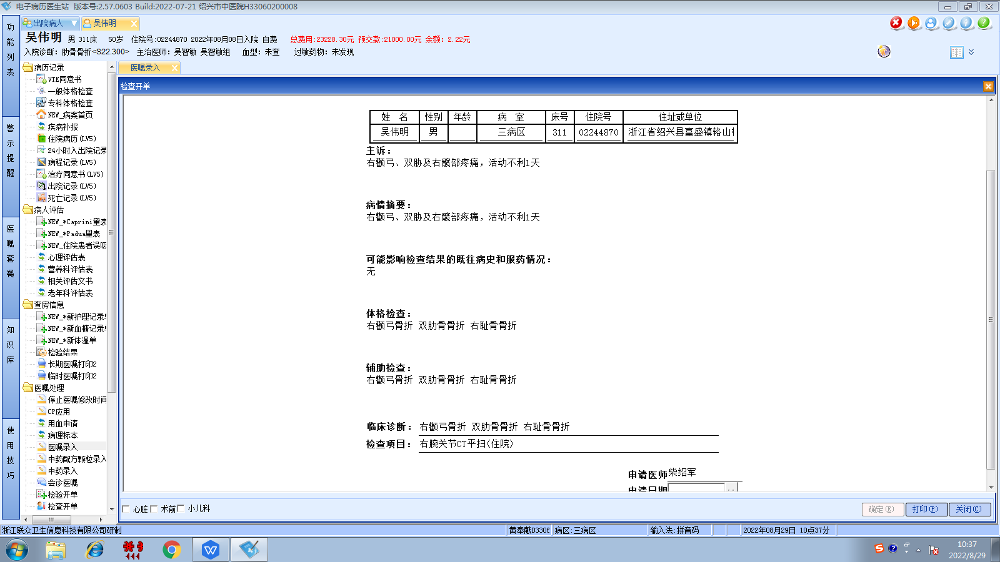 电子病历医生站 版本号:2.57.0603 Build:2022-07-21 绍兴市中医院H33060200008
出院病人
吴伟明
吴伟明 男 311床 50岁 住院号:02244870 2022年08月08日入院 自费 总费用:23228.30元 预交款:21000.00元 余额: 2.22元
入院诊断: 肋骨骨折<S22.300> 主治医师: 吴智敏 吴智敏组 血型: 未查 过敏药物: 未发现
功能列表
警示提醒
医嘱套餐
知识库
使用技巧
病历记录
VTE同意书
一般体格检查
专科体格检查
NEW_病案首页
疾病补报
住院病历(LV5)
24小时入出院记录
病程记录(LV5)
治疗同意书(LV5)
出院记录(LV5)
死亡记录(LV5)
病人评估
NEW_*Caprini量表
NEW_*Padua量表
NEW_住院患者误吸
心理评估表
营养科评估表
相关评估文书
老年科评估表
查房信息
NEW_*新护理记录单
NEW_*新血糖记录单
NEW_*新体温单
检验结果
长期医嘱打印2
临时医嘱打印2
医嘱处理
停止医嘱修改时间
CP应用
用血申请
病理标本
医嘱录入
中药配方颗粒录入
中药录入
会诊医嘱
检验开单
检查开单
医嘱录入
检查开单
姓 名 性别 年龄 病 室 床号 住院号 住址或单位
吴伟明 男 三病区 311 02244870 浙江省绍兴县富盛镇辂山村
主诉:
右颧弓、双胁及右髋部疼痛，活动不利1天
病情摘要:
右颧弓、双胁及右髋部疼痛，活动不利1天
可能影响检查结果的既往病史和服药情况:
无
体格检查:
右颧弓骨折 双肋骨骨折 右耻骨骨折
辅助检查:
右颧弓骨折 双肋骨骨折 右耻骨骨折
临床诊断: 右颧弓骨折 双肋骨骨折 右耻骨骨折
检查项目: 右腕关节CT平扫(住院)
申请医师 柴绍军
申请日期
心脏 术前 小儿科
确定(E) 打印(P) 关闭(C)
浙江联众卫生信息科技有限公司研制 黄奉献D3306 病区:三病区 输入法:拼音码 2022年08月29日 10点37分
10:37
2022/8/29